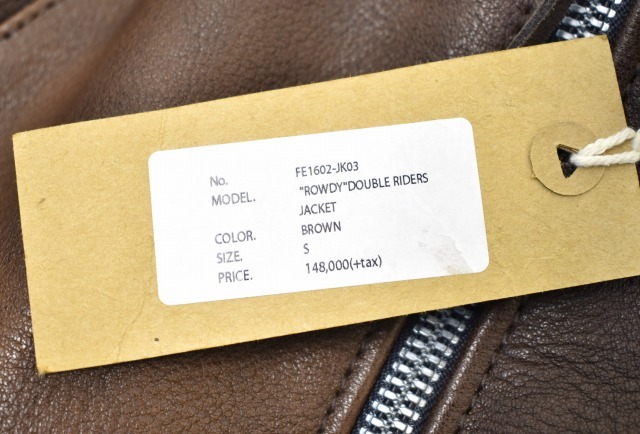 No. FE1602-JK03
MODEL. "ROWDY"DOUBLE RIDERS
JACKET
COLOR. BROWN
SIZE. S
PRICE. 148,000(+tax)